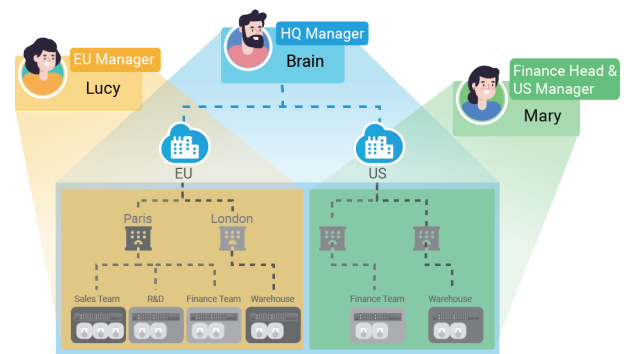 HQ Manager
Brain
EU Manager
Lucy
Finance Head &
US Manager
Mary
EU
US
Paris
London
Sales Team
R&D
Finance Team
Warehouse
Finance Team
Warehouse